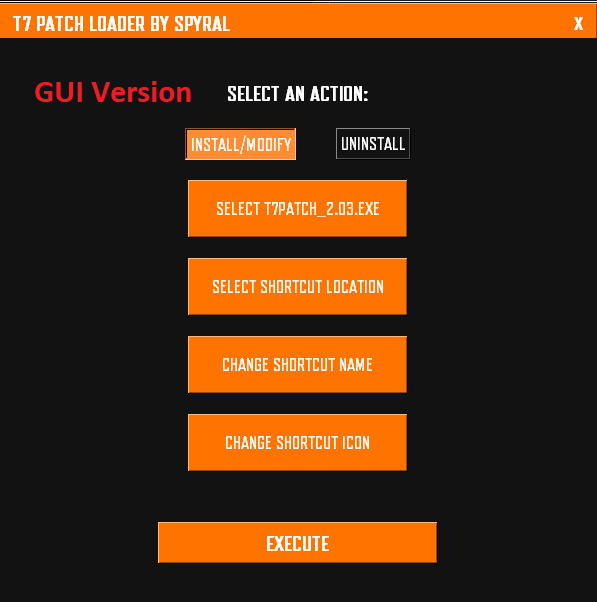 T7 PATCH LOADER BY SPYRAL X
GUI Version SELECT AN ACTION:
INSTALL/MODIFY UNINSTALL
SELECT T7PATCH_2.03.EXE
SELECT SHORTCUT LOCATION
CHANGE SHORTCUT NAME
CHANGE SHORTCUT ICON
EXECUTE